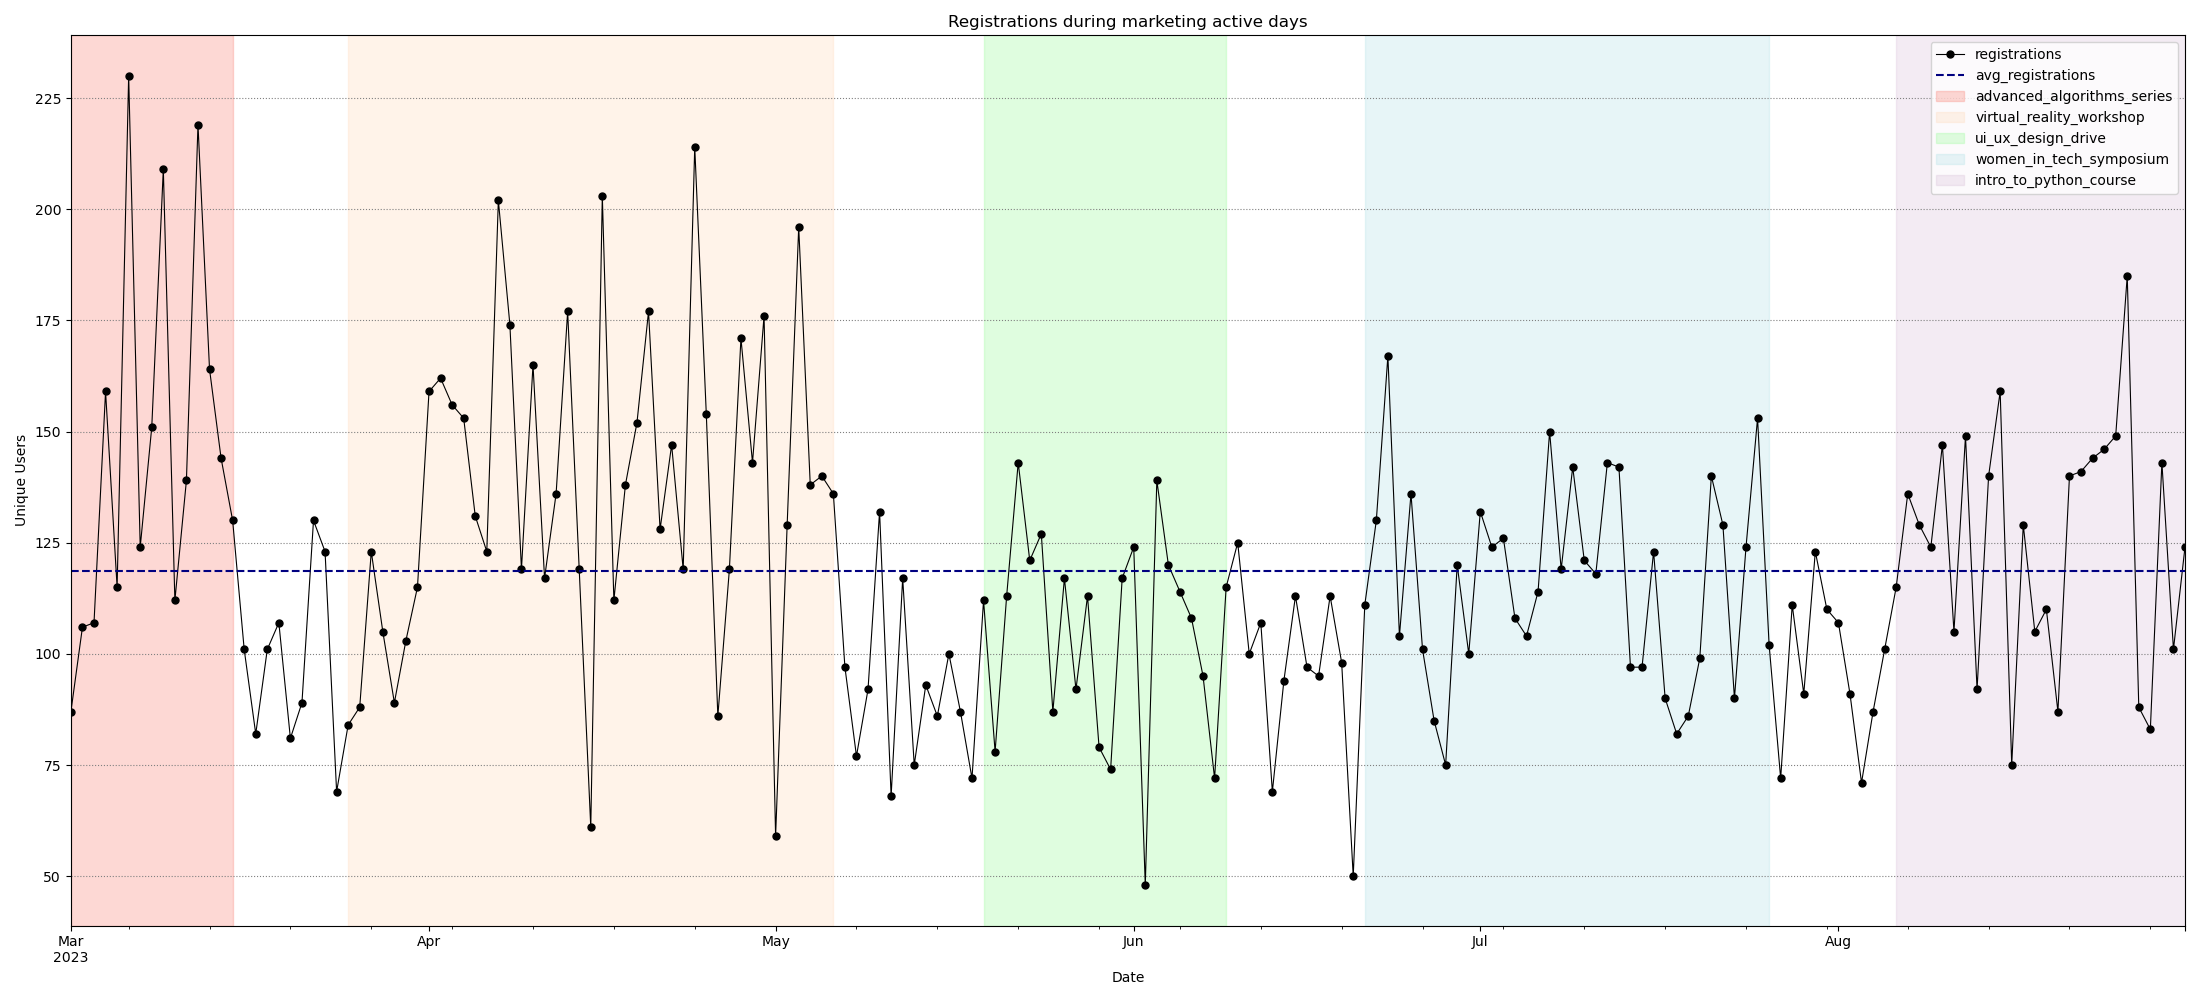 Registrations during marketing active days
registrations
avg_registrations
advanced_algorithms_series
virtual_reality_workshop
ui_ux_design_drive
women_in_tech_symposium
intro_to_python_course
Unique Users
225
200
175
150
125
100
75
50
Mar
2023
Apr
May
Jun
Jul
Aug
Date